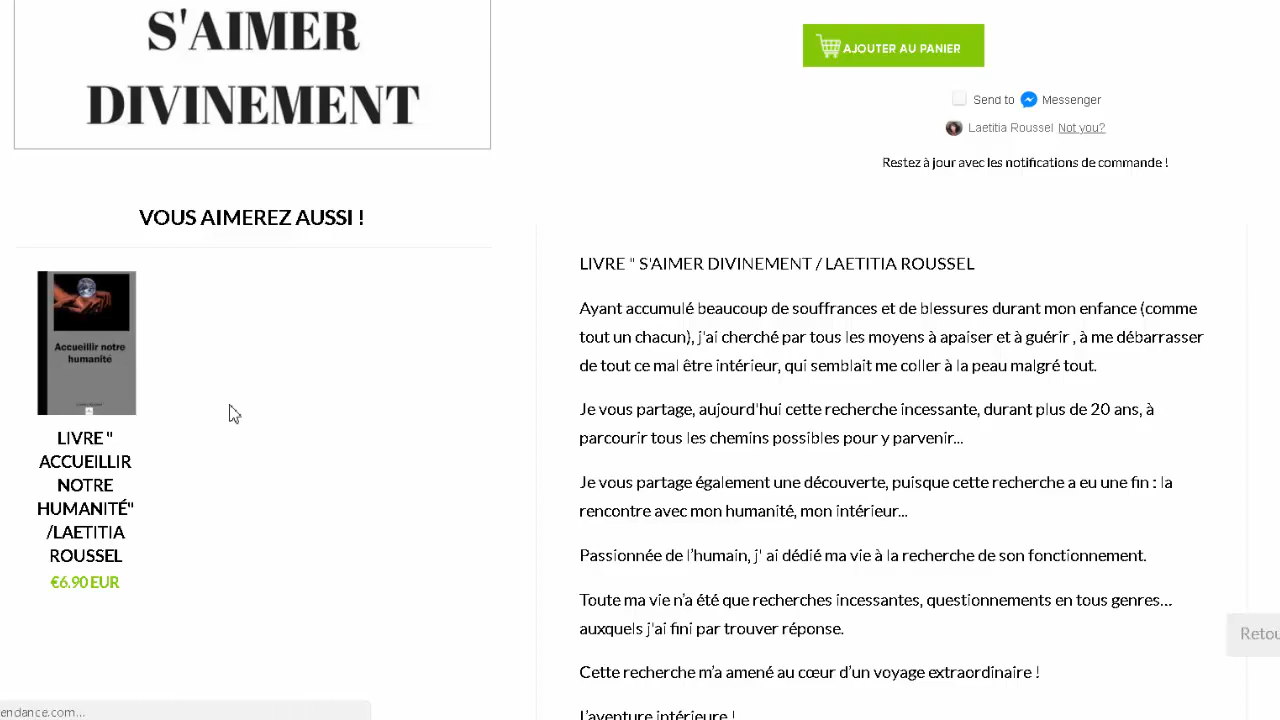 S'AIMER
DIVINEMENT
AJOUTER AU PANIER
Send to Messenger
Laetitia Roussel Not you?
Restez à jour avec les notifications de commande !
VOUS AIMEREZ AUSSI !
Accueillir notre
humanité
LIVRE "
ACCUEILLIR
NOTRE
HUMANITÉ"
/LAETITIA
ROUSSEL
€6.90 EUR
LIVRE " S'AIMER DIVINEMENT / LAETITIA ROUSSEL
Ayant accumulé beaucoup de souffrances et de blessures durant mon enfance (comme
tout un chacun), j'ai cherché par tous les moyens à apaiser et à guérir , à me débarrasser
de tout ce mal être intérieur, qui semblait me coller à la peau malgré tout.
Je vous partage, aujourd'hui cette recherche incessante, durant plus de 20 ans, à
parcourir tous les chemins possibles pour y parvenir...
Je vous partage également une découverte, puisque cette recherche a eu une fin : la
rencontre avec mon humanité, mon intérieur...
Passionnée de l’humain, j' ai dédié ma vie à la recherche de son fonctionnement.
Toute ma vie n’a été que recherches incessantes, questionnements en tous genres…
auxquels j'ai fini par trouver réponse.
Cette recherche m’a amené au cœur d’un voyage extraordinaire !
L’aventure intérieure !
Retou
endance.com...